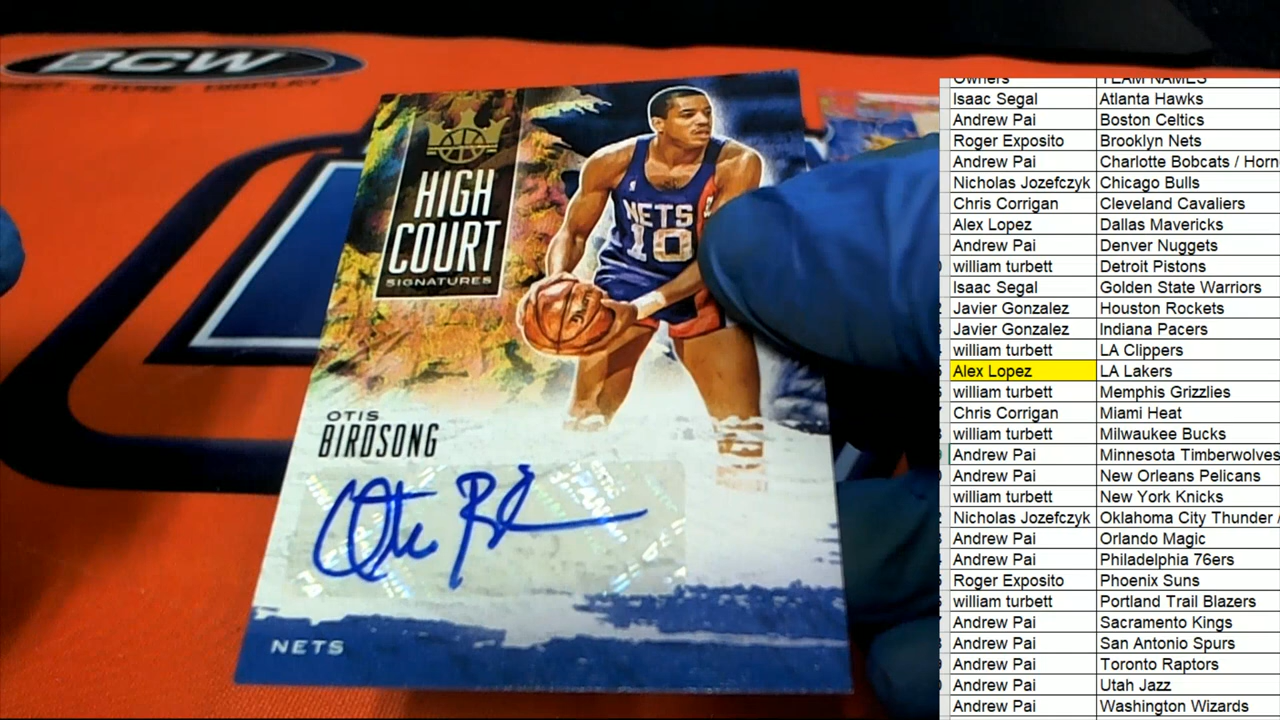 BCW
HIGH
COURT
SIGNATURES
NETS
10
OTIS
BIRDSONG
NETS
Owners TEAM NAMES
Isaac Segal Atlanta Hawks
Andrew Pai Boston Celtics
Roger Exposito Brooklyn Nets
Andrew Pai Charlotte Bobcats / Horn
Nicholas Jozefczyk Chicago Bulls
Chris Corrigan Cleveland Cavaliers
Alex Lopez Dallas Mavericks
Andrew Pai Denver Nuggets
william turbett Detroit Pistons
Isaac Segal Golden State Warriors
Javier Gonzalez Houston Rockets
Javier Gonzalez Indiana Pacers
william turbett LA Clippers
Alex Lopez LA Lakers
william turbett Memphis Grizzlies
Chris Corrigan Miami Heat
william turbett Milwaukee Bucks
Andrew Pai Minnesota Timberwolves
Andrew Pai New Orleans Pelicans
william turbett New York Knicks
Nicholas Jozefczyk Oklahoma City Thunder /
Andrew Pai Orlando Magic
Andrew Pai Philadelphia 76ers
Roger Exposito Phoenix Suns
william turbett Portland Trail Blazers
Andrew Pai Sacramento Kings
Andrew Pai San Antonio Spurs
Andrew Pai Toronto Raptors
Andrew Pai Utah Jazz
Andrew Pai Washington Wizards